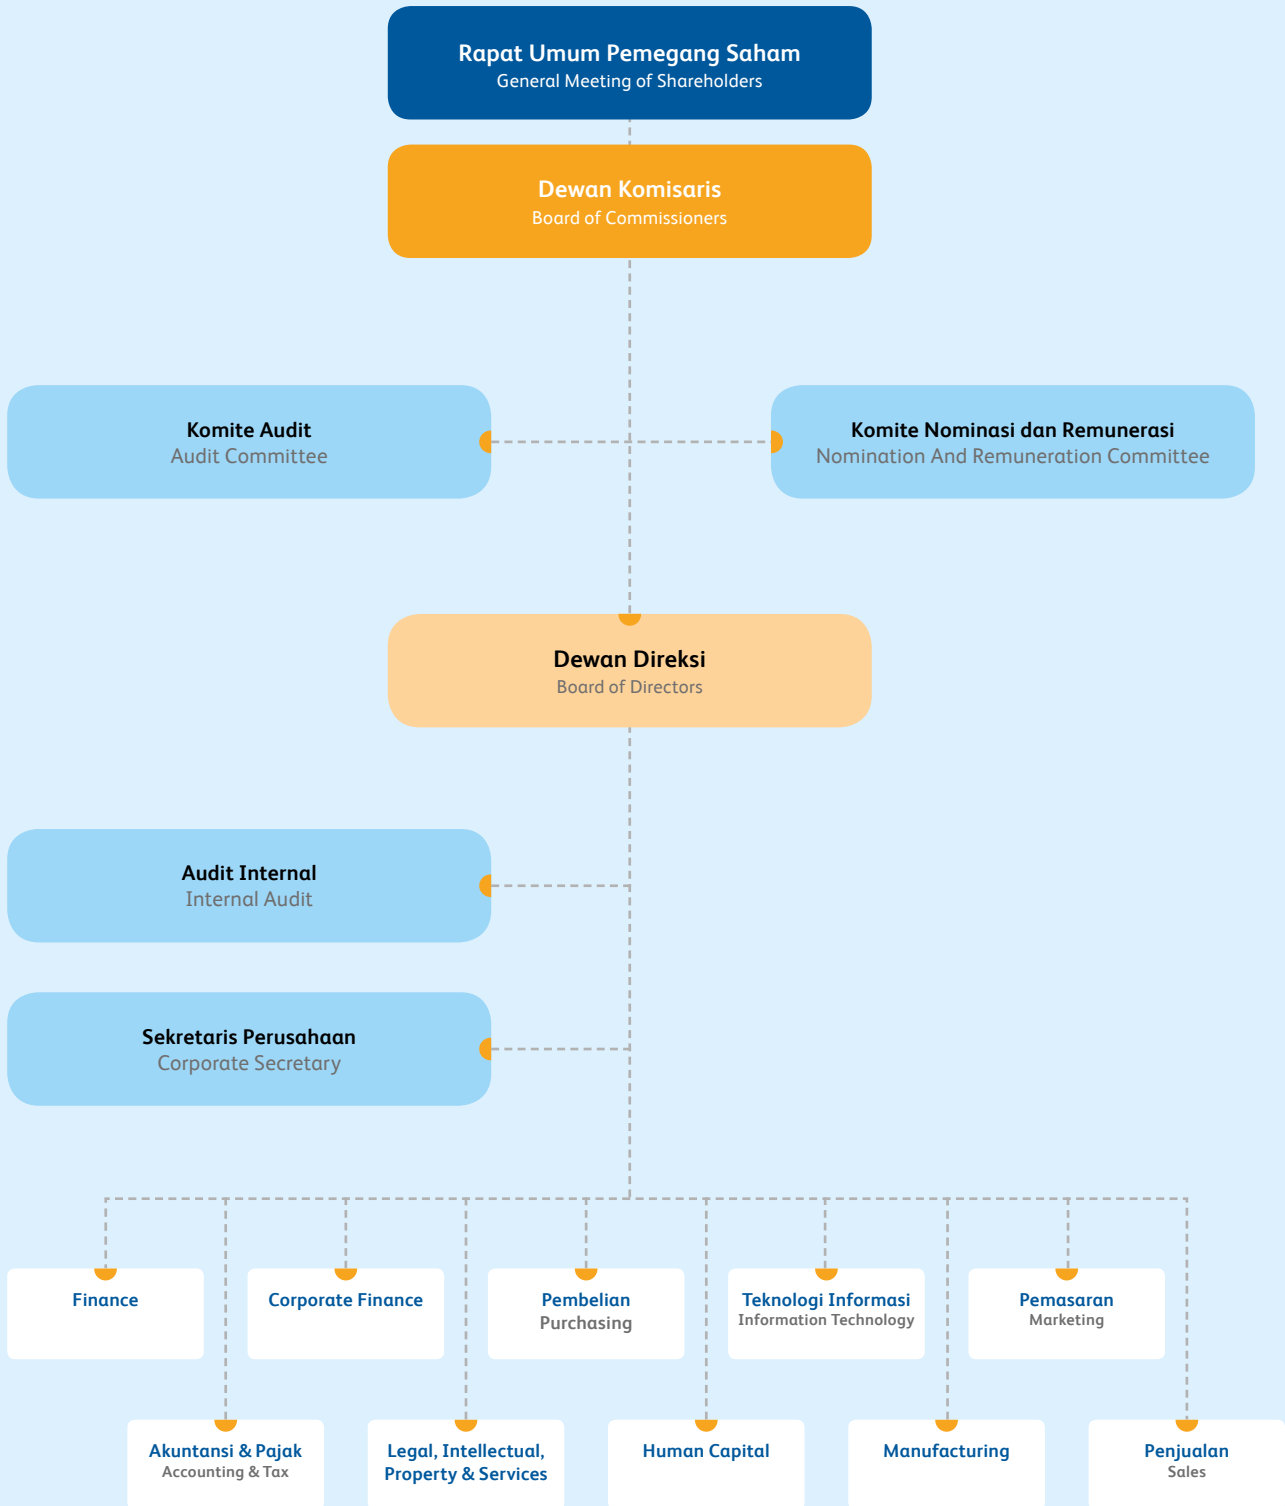 Rapat Umum Pemegang Saham
General Meeting of Shareholders
Dewan Komisaris
Board of Commissioners
Komite Audit
Audit Committee
Komite Nominasi dan Remunerasi
Nomination And Remuneration Committee
Dewan Direksi
Board of Directors
Audit Internal
Internal Audit
Sekretaris Perusahaan
Corporate Secretary
Finance
Corporate Finance
Pembelian
Purchasing
Teknologi Informasi
Information Technology
Pemasaran
Marketing
Akuntansi & Pajak
Accounting & Tax
Legal, Intellectual,
Property & Services
Human Capital
Manufacturing
Penjualan
Sales